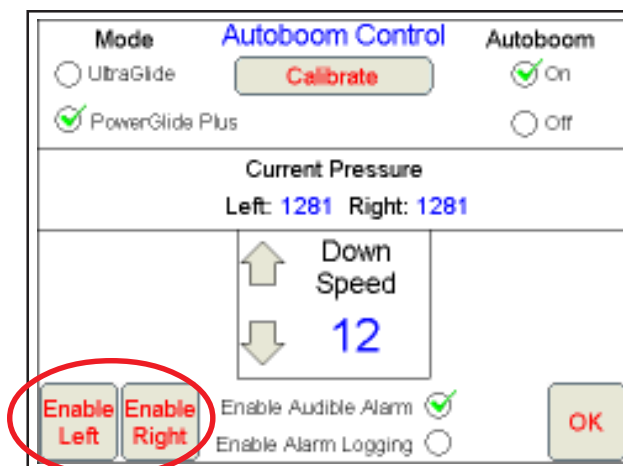 Mode Autoboom Control Autoboom
UltraGlide Calibrate On
PowerGlide Plus Off
Current Pressure
Left: 1281 Right: 1281
Down
Speed
12
Enable Left
Enable Right
Enable Audible Alarm
Enable Alarm Logging
OK